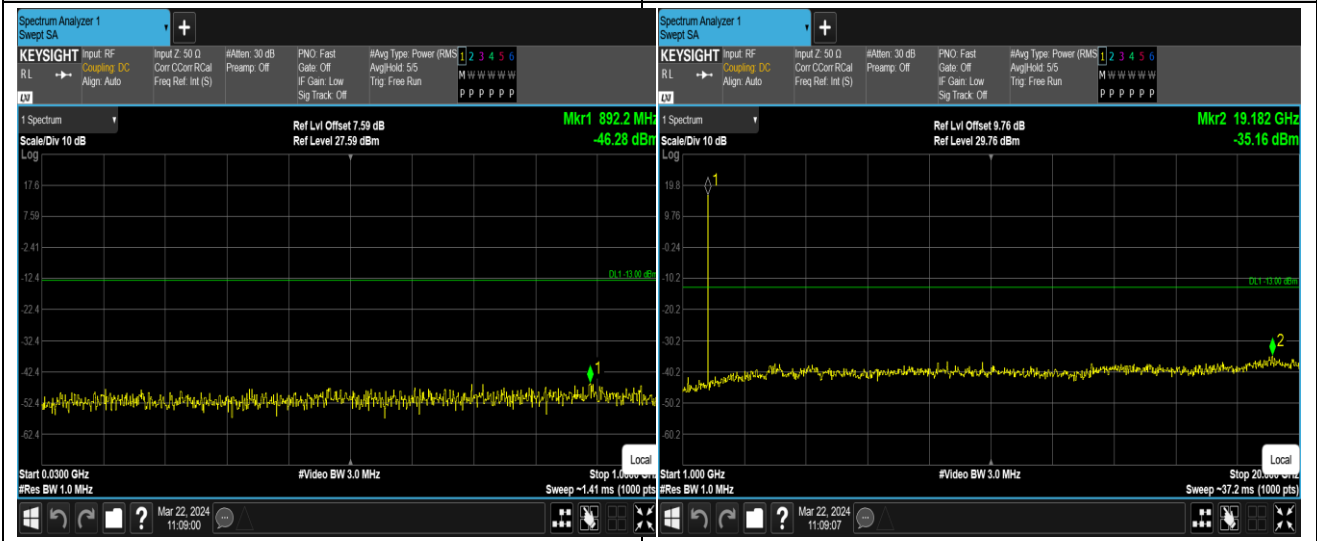 Spectrum Analyzer 1
Swept SA
+
KEYSIGHT
RL
LXI
Input: RF
Coupling: DC
Align: Auto
Input Z: 50 Ω
Corr CCorr RCal
Freq Ref: Int (S)
#Atten: 30 dB
Preamp: Off
PNO: Fast
Gate: Off
IF Gain: Low
Sig Track: Off
#Avg Type: Power (RMS
Avg|Hold: 5/5
Trig: Free Run
1 2 3 4 5 6
M W W W W W
P P P P P P
1 Spectrum
Scale/Div 10 dB
Log
Ref Lvl Offset 7.59 dB
Ref Level 27.59 dBm
Mkr1 892.2 MHz
-46.28 dBm
17.6
7.59
-2.41
-12.4
-22.4
-32.4
-42.4
-52.4
-62.4
DL1 -13.00 dBm
1
Local
Start 0.0300 GHz
#Res BW 1.0 MHz
#Video BW 3.0 MHz
Stop 1.0
Sweep ~1.41 ms (1000 pts
?
Mar 22, 2024
11:09:00
Spectrum Analyzer 1
Swept SA
+
KEYSIGHT
RL
LXI
Input: RF
Coupling: DC
Align: Auto
Input Z: 50 Ω
Corr CCorr RCal
Freq Ref: Int (S)
#Atten: 30 dB
Preamp: Off
PNO: Fast
Gate: Off
IF Gain: Low
Sig Track: Off
#Avg Type: Power (RMS
Avg|Hold: 5/5
Trig: Free Run
1 2 3 4 5 6
M W W W W W
P P P P P P
1 Spectrum
Scale/Div 10 dB
Log
Ref Lvl Offset 9.76 dB
Ref Level 29.76 dBm
Mkr2 19.182 GHz
-35.16 dBm
19.8
9.76
-0.24
-10.2
-20.2
-30.2
-40.2
-50.2
-60.2
1
DL1 -13.00 dBm
2
Local
Start 1.000 GHz
#Res BW 1.0 MHz
#Video BW 3.0 MHz
Stop 20.
Sweep ~37.2 ms (1000 pts)
?
Mar 22, 2024
11:09:07